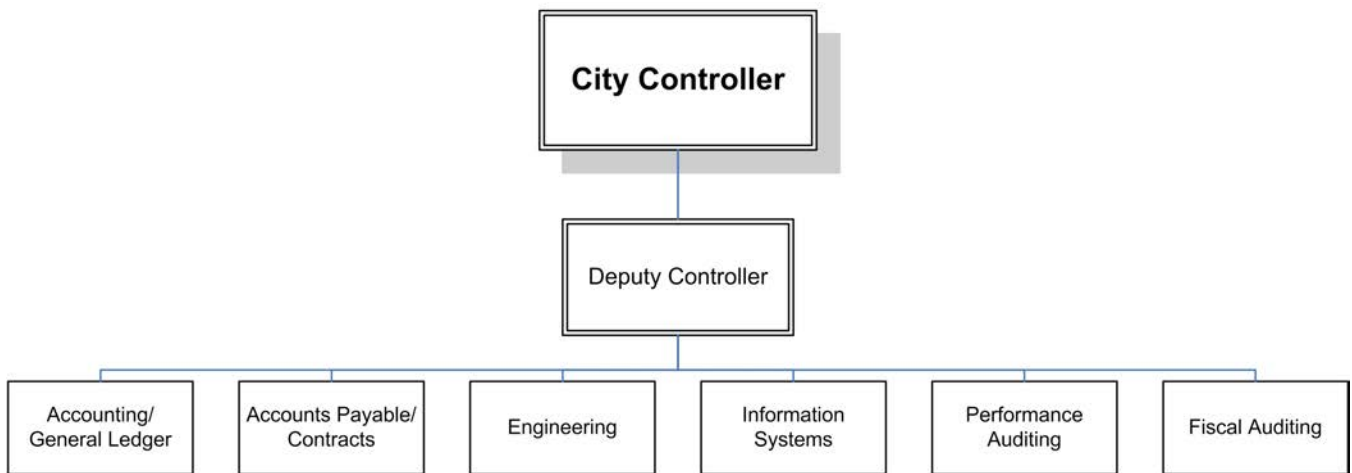 City Controller
Deputy Controller
Accounting/
General Ledger
Accounts Payable/
Contracts
Engineering
Information
Systems
Performance
Auditing
Fiscal Auditing